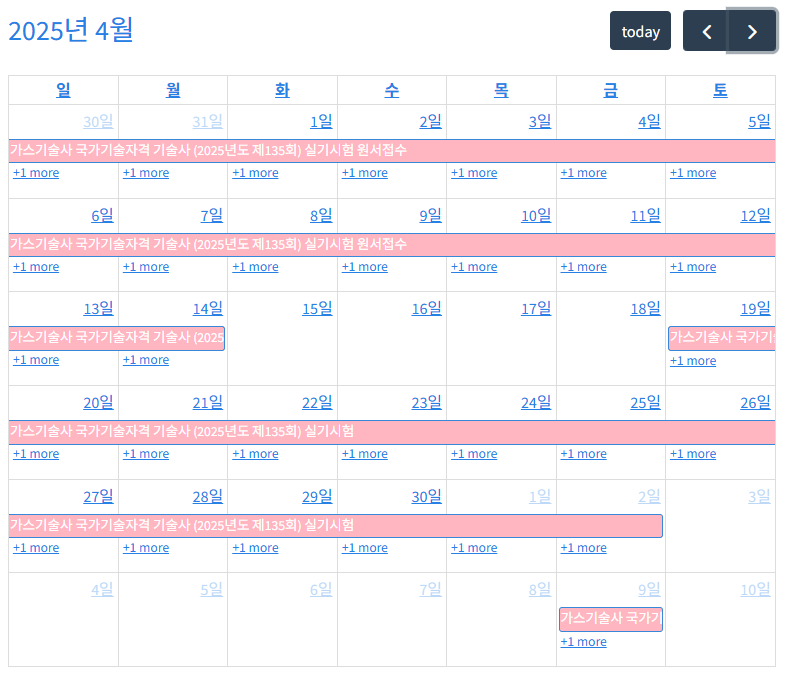 2025년 4월
today
일 월 화 수 목 금 토
30일 31일 1일 2일 3일 4일 5일
가스기술사 국가기술자격 기술사 (2025년도 제135회) 실기시험 원서접수
+1 more +1 more +1 more +1 more +1 more +1 more +1 more
6일 7일 8일 9일 10일 11일 12일
가스기술사 국가기술자격 기술사 (2025년도 제135회) 실기시험 원서접수
+1 more +1 more +1 more +1 more +1 more +1 more +1 more
13일 14일 15일 16일 17일 18일 19일
가스기술사 국가기술자격 기술사 (2025 가스기술사 국가기
+1 more +1 more +1 more
20일 21일 22일 23일 24일 25일 26일
가스기술사 국가기술자격 기술사 (2025년도 제135회) 실기시험
+1 more +1 more +1 more +1 more +1 more +1 more +1 more
27일 28일 29일 30일 1일 2일 3일
가스기술사 국가기술자격 기술사 (2025년도 제135회) 실기시험
+1 more +1 more +1 more +1 more +1 more +1 more
4일 5일 6일 7일 8일 9일 10일
가스기술사 국가기
+1 more